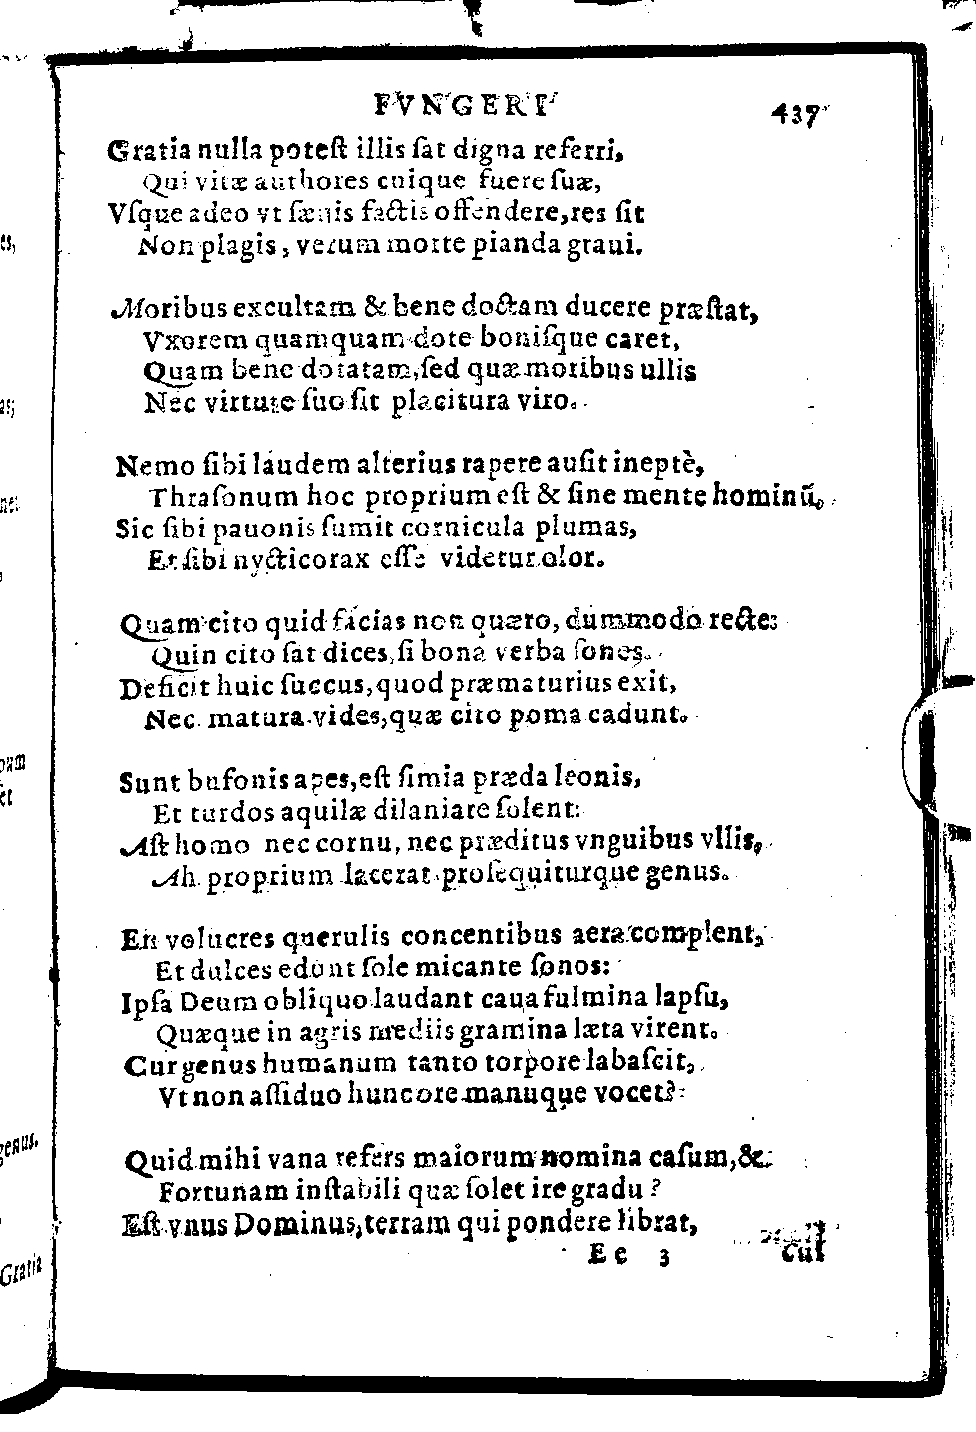 FVNGERI 437
Gratia nulla poteſt illis ſat digna referri,
Qui vitæ authores cuique fuere ſuæ,
Vſque adeo vt ſænis factis offendere, res ſit
Non plagis, verum morte pianda graui.
Moribus excultam & bene doctam ducere præſtat,
Vxorem quamquam dote boniſque caret,
Quam bene dotatam, ſed quæ moribus ullis
Nec virtute ſuo ſit placitura viro.
Nemo ſibi laudem alterius rapere auſit ineptè,
Thraſonum hoc proprium eſt & ſine mente hominũ.
Sic ſibi pauonis ſumit cornicula plumas,
Et ſibi nycticorax eſſe videtur olor.
Quam cito quid facias non quæro, dummodo recte:
Quin cito ſat dices, ſi bona verba ſones.
Deficit huic ſuccus, quod præmaturius exit,
Nec matura vides, quæ cito poma cadunt.
Sunt bufonis apes, eſt ſimia præda leonis,
Et turdos aquilæ dilaniare ſolent:
Aſt homo nec cornu, nec præditus vnguibus vllis,
Ah proprium lacerat proſequiturque genus.
En volucres querulis concentibus aera complent,
Et dulces edunt ſole micante ſonos:
Ipſa Deum obliquo laudant caua fulmina lapſu,
Quæque in agris mediis gramina læta virent.
Cur genus humanum tanto torpore labaſcit,
Vt non aſſiduo hunc ore manuque vocet?
Quid mihi vana refers maiorum nomina caſum, &
Fortunam inſtabili quæ ſolet ire gradu?
Eſt vnus Dominus, terram qui pondere librat,
Ee 3 Cui